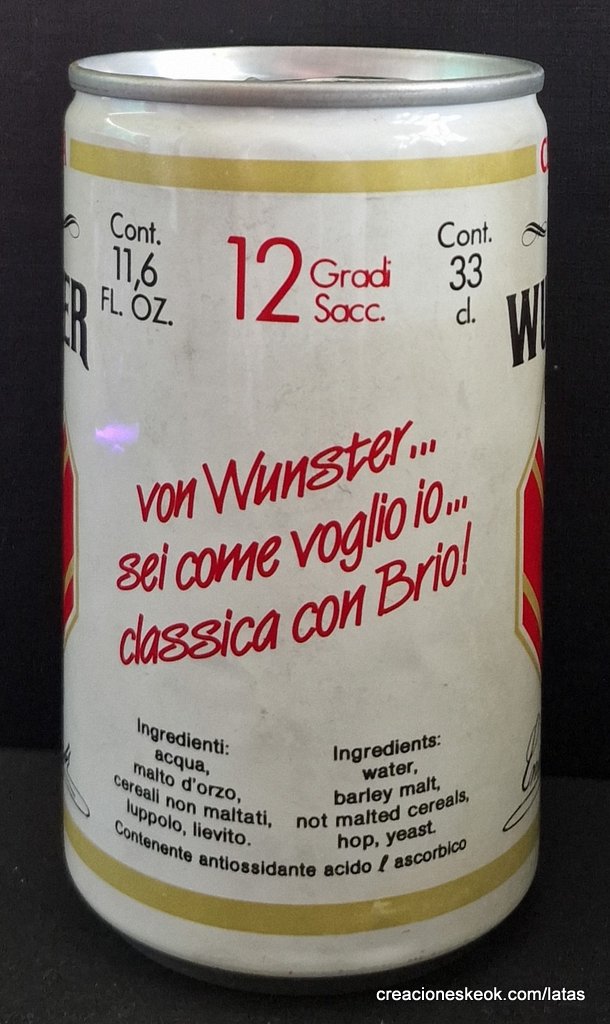 Cont.
11,6
FL. OZ.
12 Gradi
Sacc.
Cont.
33
cl.
ER
WU
von Wunster...
sei come voglio io...
classica con Brio!
Ingredienti:
acqua,
malto d'orzo,
cereali non maltati,
luppolo, lievito.
Ingredients:
water,
barley malt,
not malted cereals,
hop, yeast.
Contenente antiossidante acido ℓ ascorbico
creacioneskeok.com/latas